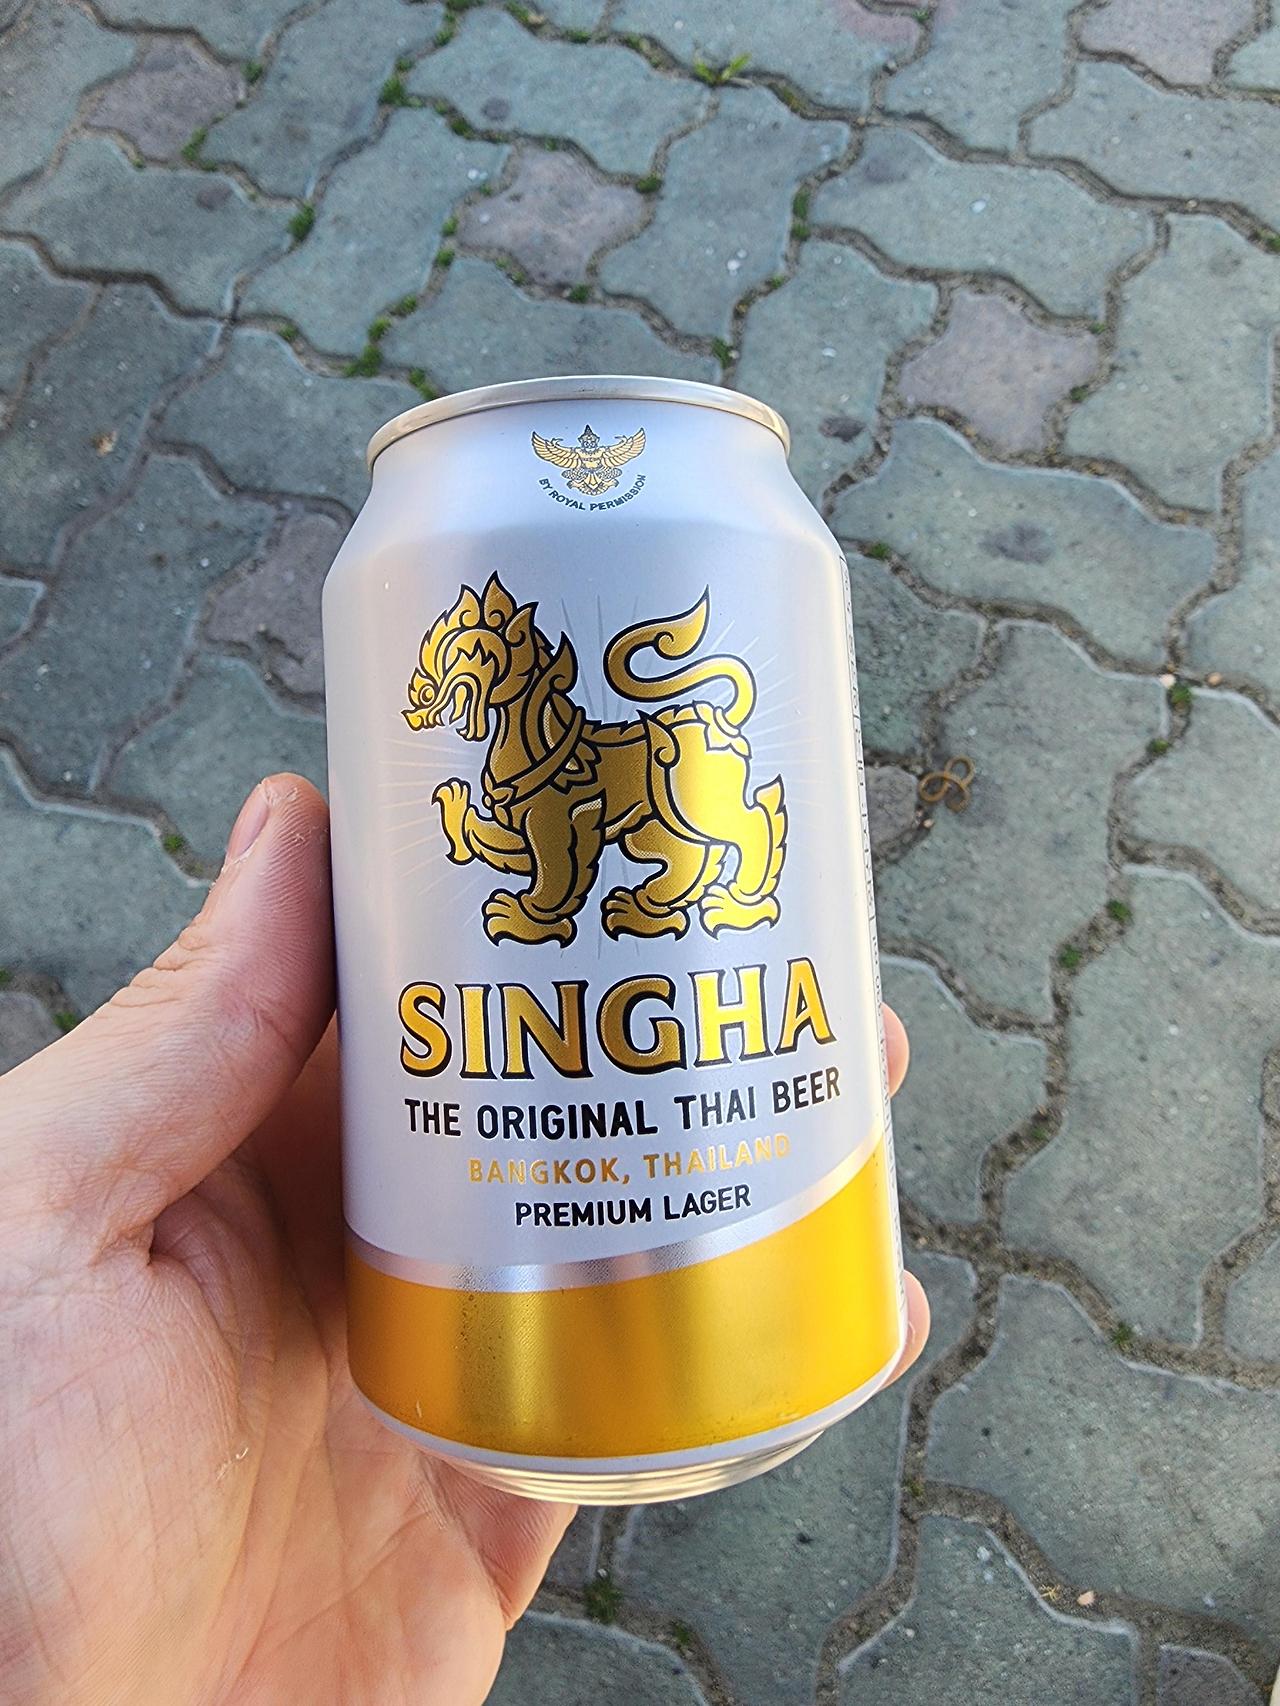 BY ROYAL PERMISSION
SINGHA
THE ORIGINAL THAI BEER
BANGKOK, THAILAND
PREMIUM LAGER